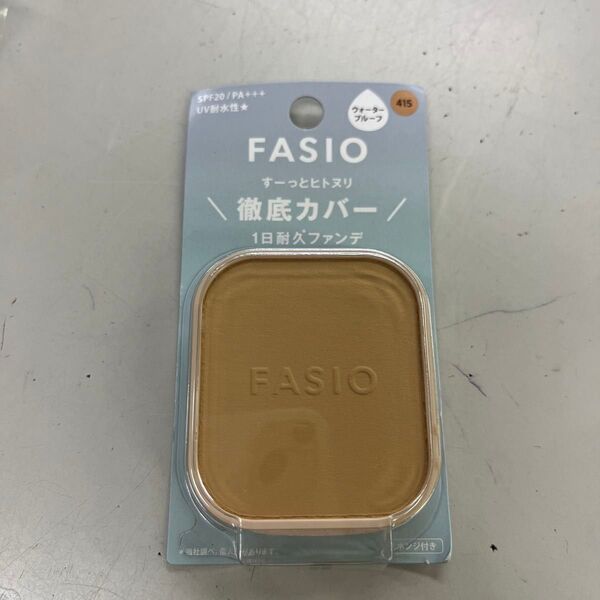 SPF20/PA+++
UV耐水性★
ウォーター
プルーフ
415
FASIO
すーっとヒトヌリ
＼徹底カバー／
1日耐久ファンデ
FASIO
ンジ付き